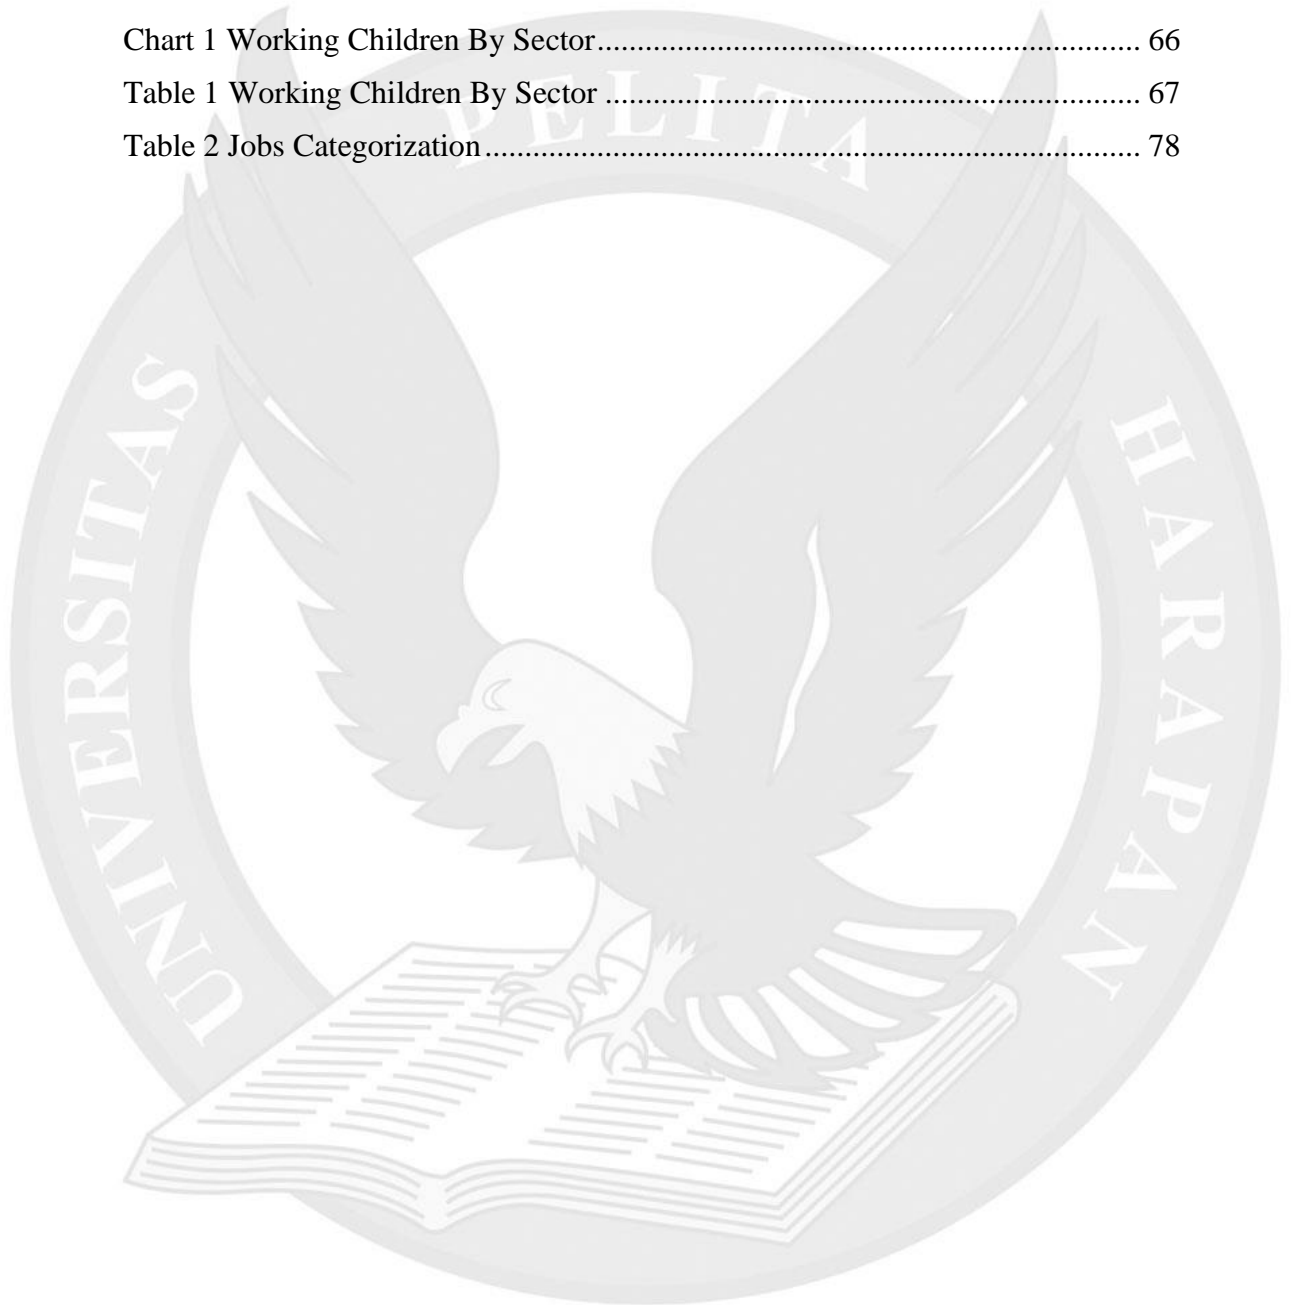 Chart 1 Working Children By Sector.................................................................... 66
Table 1 Working Children By Sector ................................................................... 67
Table 2 Jobs Categorization.................................................................................. 78
UNIVERSITAS PELITA HARAPAN